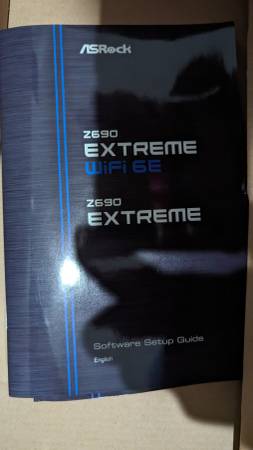 ASRock
Z690
EXTREME
WiFi 6E
Z690
EXTREME
Software Setup Guide
English